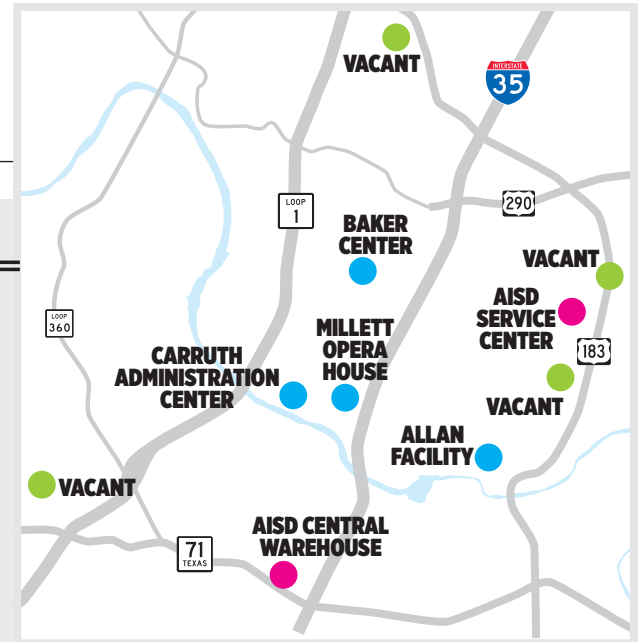 VACANT
INTERSTATE
35
LOOP
1
290
BAKER
CENTER
VACANT
AISD
SERVICE
CENTER
LOOP
360
MILLETT
OPERA
HOUSE
183
CARRUTH
ADMINISTRATION
CENTER
VACANT
ALLAN
FACILITY
VACANT
AISD CENTRAL
WAREHOUSE
71
TEXAS